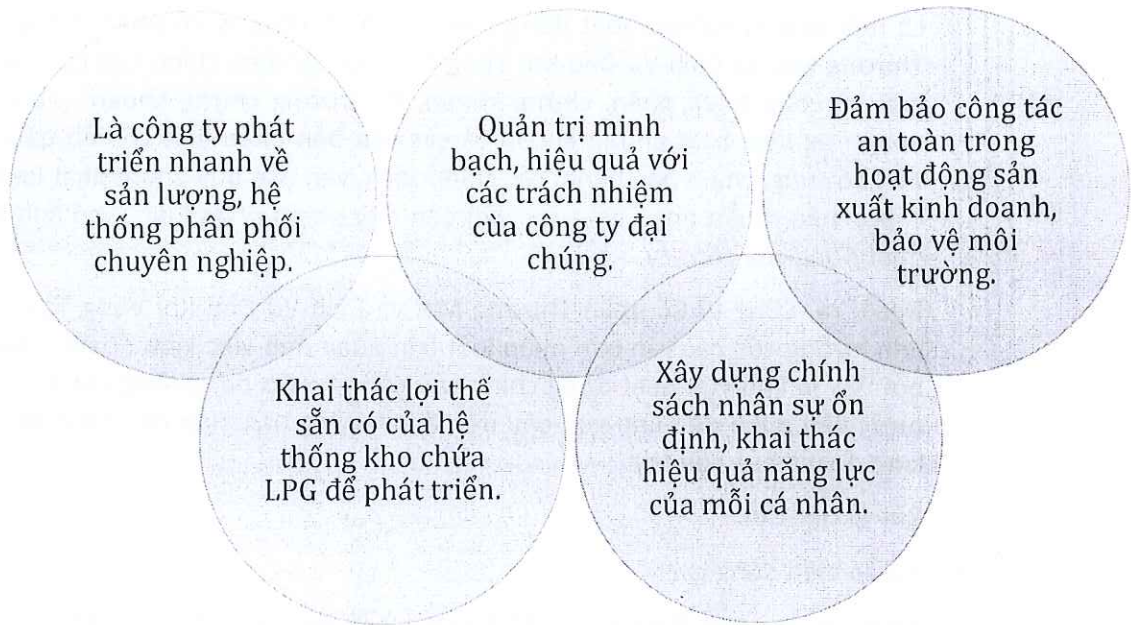 Là công ty phát
triển nhanh về
sản lượng, hệ
thống phân phối
chuyên nghiệp.
Quản trị minh
bạch, hiệu quả với
các trách nhiệm
của công ty đại
chúng.
Đảm bảo công tác
an toàn trong
hoạt động sản
xuất kinh doanh,
bảo vệ môi
trường.
Khai thác lợi thế
sẵn có của hệ
thống kho chứa
LPG để phát triển.
Xây dựng chính
sách nhân sự ổn
định, khai thác
hiệu quả năng lực
của mỗi cá nhân.